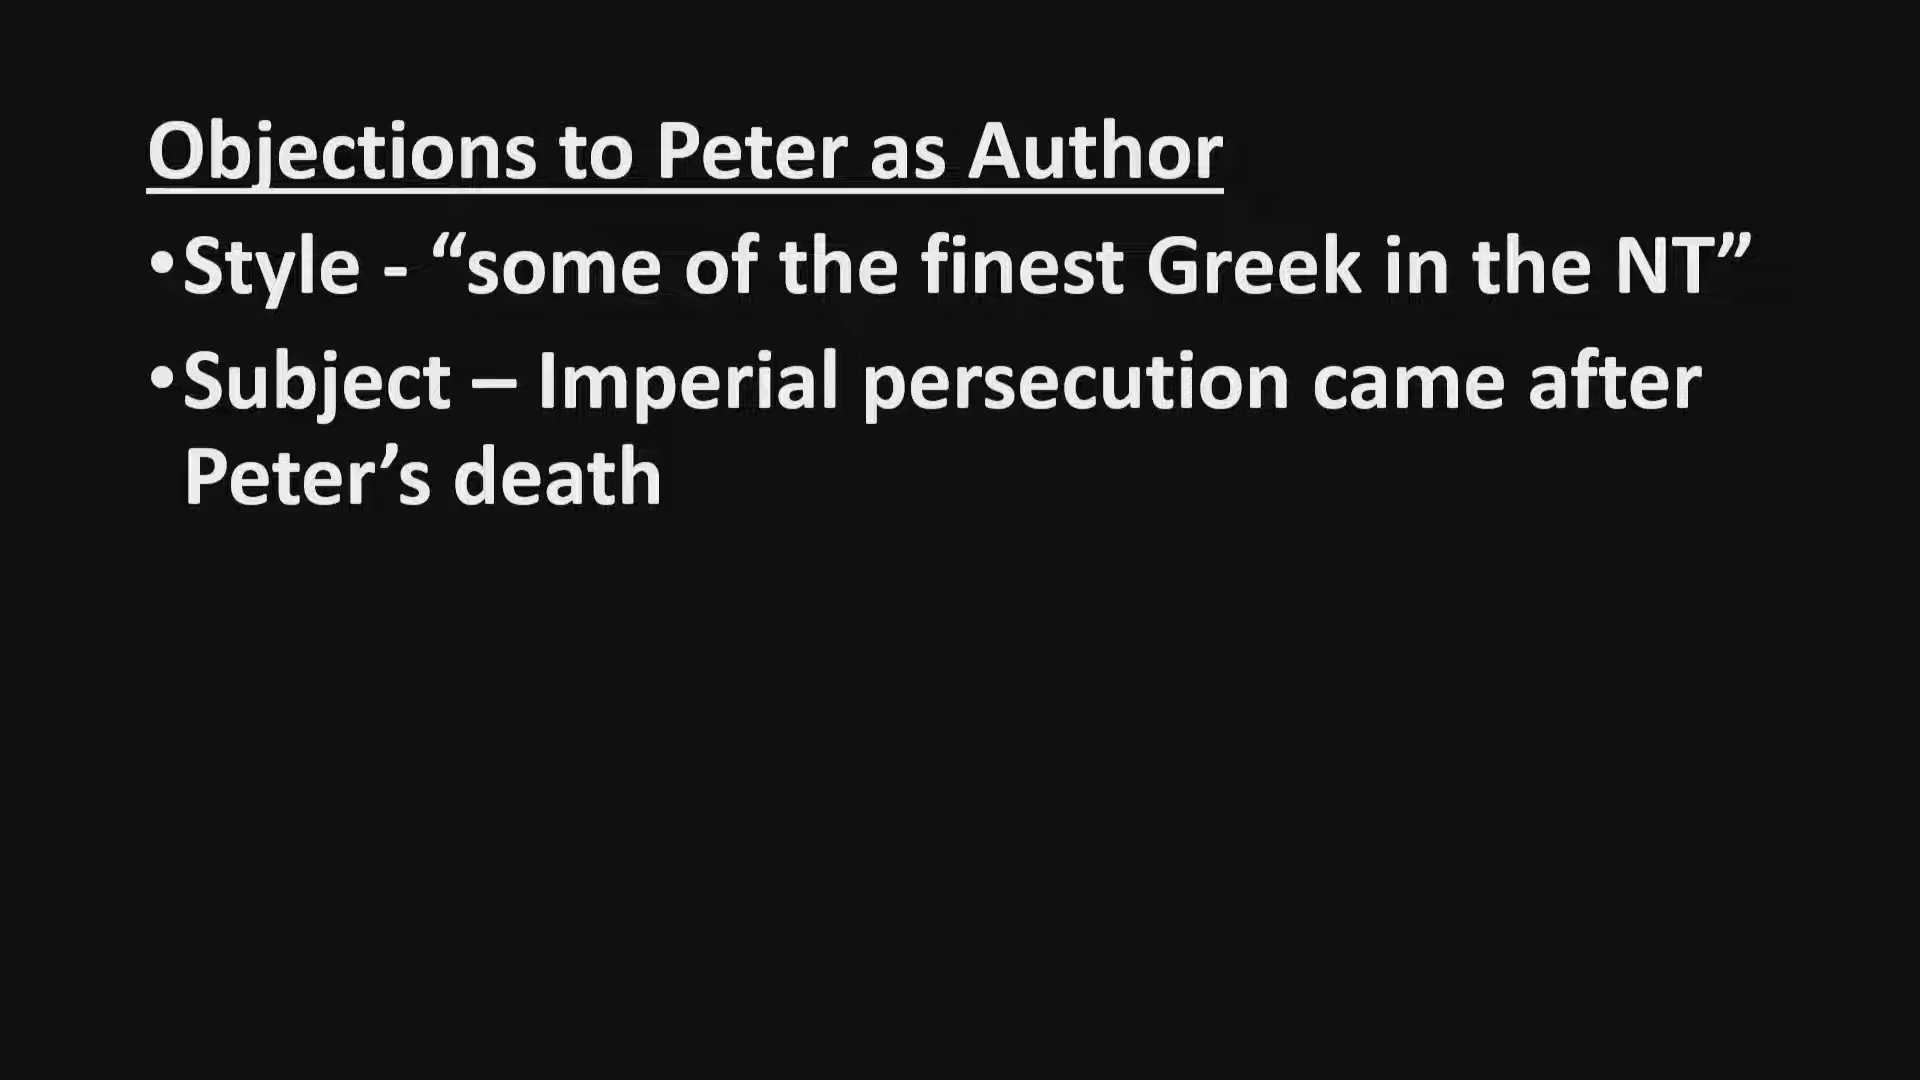 Objections to Peter as Author
•Style - “some of the finest Greek in the NT”
•Subject – Imperial persecution came after
Peter’s death